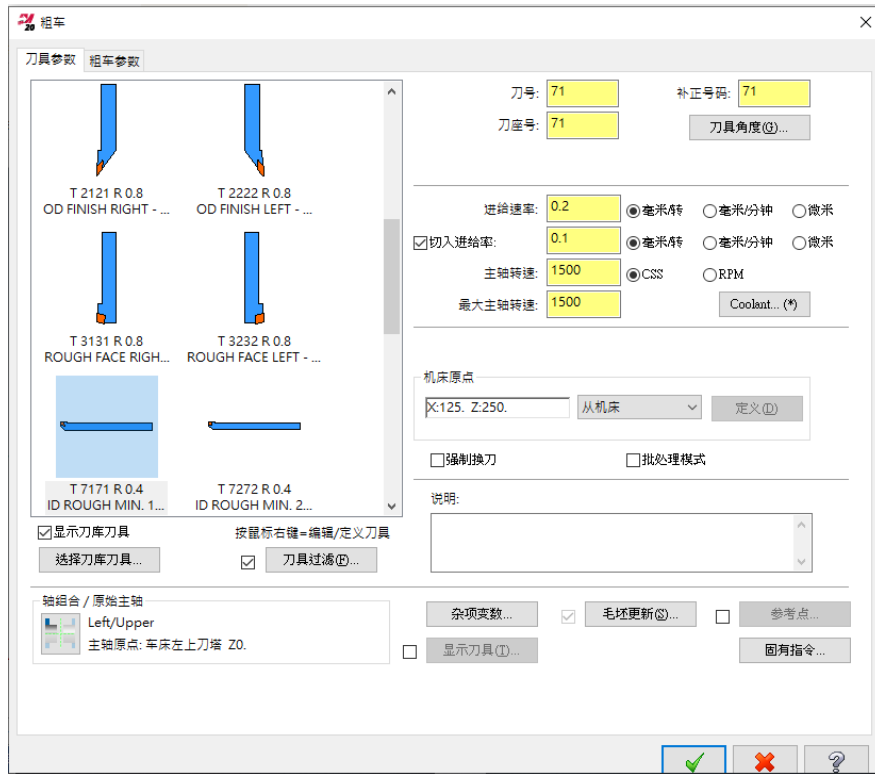 20 粗车
刀具参数 粗车参数
T 2121 R 0.8
OD FINISH RIGHT - ...
T 2222 R 0.8
OD FINISH LEFT - ...
T 3131 R 0.8
ROUGH FACE RIGH...
T 3232 R 0.8
ROUGH FACE LEFT - ...
T 7171 R 0.4
ID ROUGH MIN. 1...
T 7272 R 0.4
ID ROUGH MIN. 2...
显示刀库刀具 按鼠标右键=编辑/定义刀具
选择刀库刀具... 刀具过滤(F)...
轴组合 / 原始主轴
Left/Upper
主轴原点: 车床左上刀塔 Z0.
刀号: 71 补正号码: 71
刀座号: 71 刀具角度(G)...
进给速率: 0.2 毫米/转 毫米/分钟 微米
切入进给率: 0.1 毫米/转 毫米/分钟 微米
主轴转速: 1500 CSS RPM
最大主轴转速: 1500 Coolant... (*)
机床原点
X:125. Z:250. 从机床 定义(D)
强制换刀 批处理模式
说明:
杂项变数... 毛坯更新(S)... 参考点...
显示刀具(T)... 固有指令...